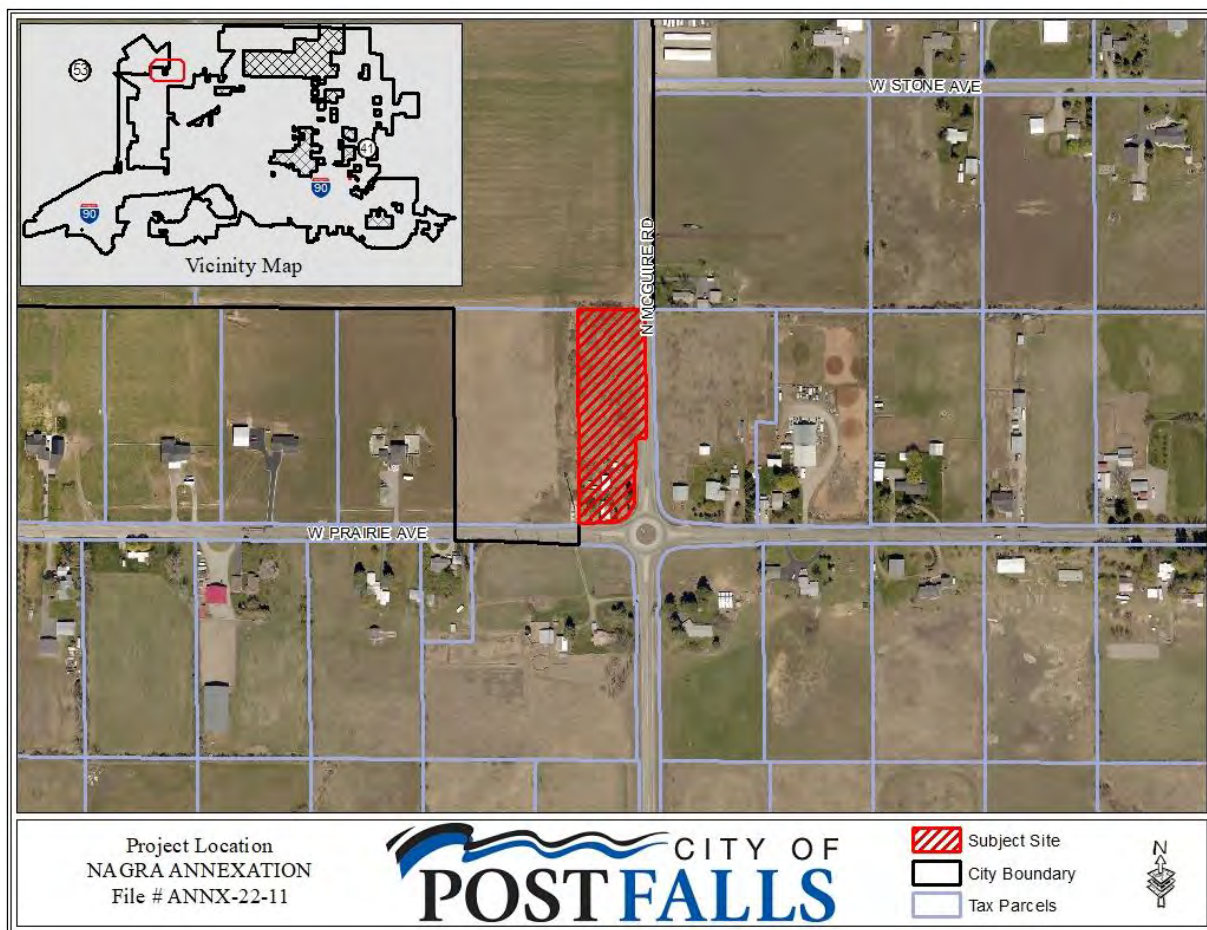 53
41
90
90
Vicinity Map
W STONE AVE
N MCGUIRE RD
W PRAIRIE AVE
Project Location
NAGRA ANNEXATION
File # ANNX-22-11
CITY OF
POST FALLS
Subject Site
City Boundary
Tax Parcels
N